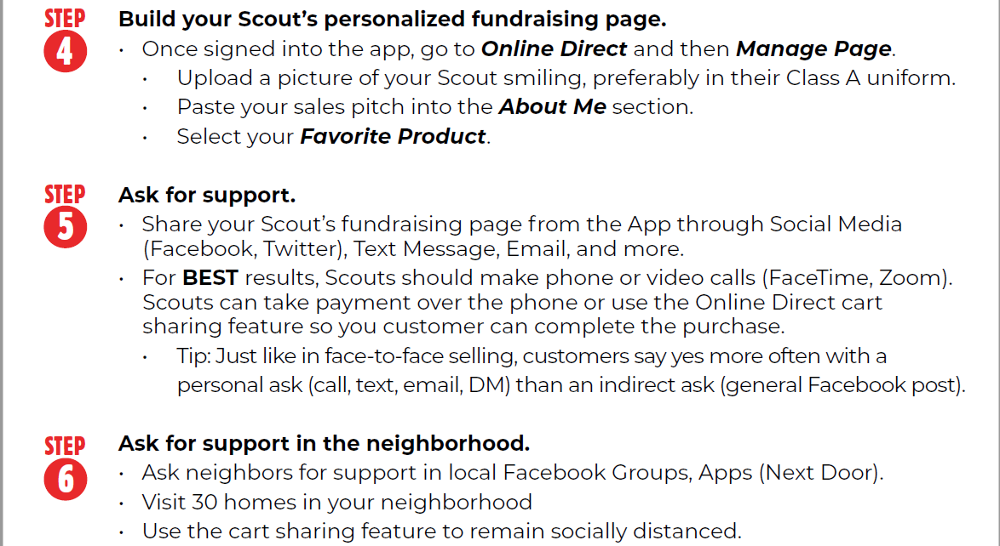 STEP
4
Build your Scout's personalized fundraising page.
• Once signed into the app, go to Online Direct and then Manage Page.
• Upload a picture of your Scout smiling, preferably in their Class A uniform.
• Paste your sales pitch into the About Me section.
• Select your Favorite Product.
STEP
5
Ask for support.
• Share your Scout's fundraising page from the App through Social Media
(Facebook, Twitter), Text Message, Email, and more.
• For BEST results, Scouts should make phone or video calls (FaceTime, Zoom).
Scouts can take payment over the phone or use the Online Direct cart
sharing feature so you customer can complete the purchase.
• Tip: Just like in face-to-face selling, customers say yes more often with a
personal ask (call, text, email, DM) than an indirect ask (general Facebook post).
STEP
6
Ask for support in the neighborhood.
• Ask neighbors for support in local Facebook Groups, Apps (Next Door).
• Visit 30 homes in your neighborhood
• Use the cart sharing feature to remain socially distanced.